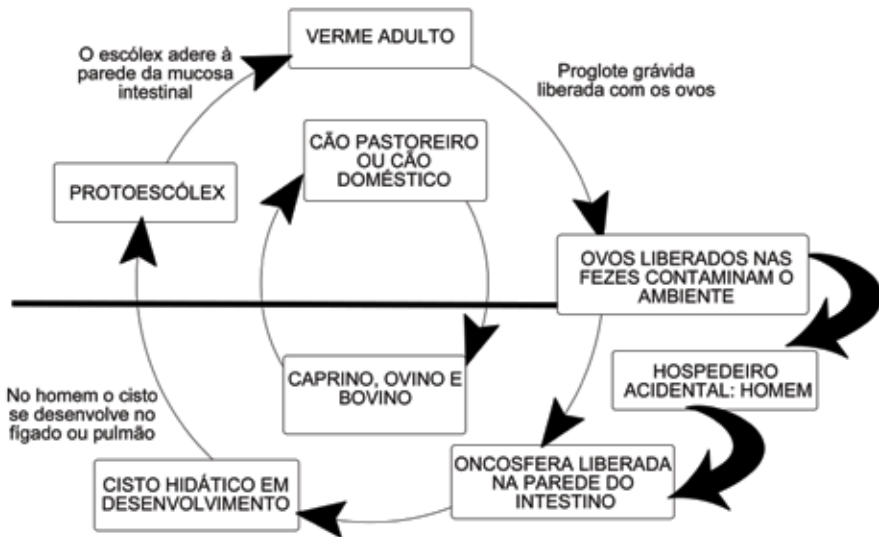 VERME ADULTO
O escólex adere à
parede da mucosa
intestinal
Proglote grávida
liberada com os ovos
CÃO PASTOREIRO
OU CÃO
DOMÉSTICO
PROTOESCÓLEX
OVOS LIBERADOS NAS
FEZES CONTAMINAM O
AMBIENTE
CAPRINO, OVINO E
BOVINO
HOSPEDEIRO
ACIDENTAL: HOMEM
No homem o cisto
se desenvolve no
fígado ou pulmão
ONCOSFERA LIBERADA
NA PAREDE DO
INTESTINO
CISTO HIDÁTICO EM
DESENVOLVIMENTO